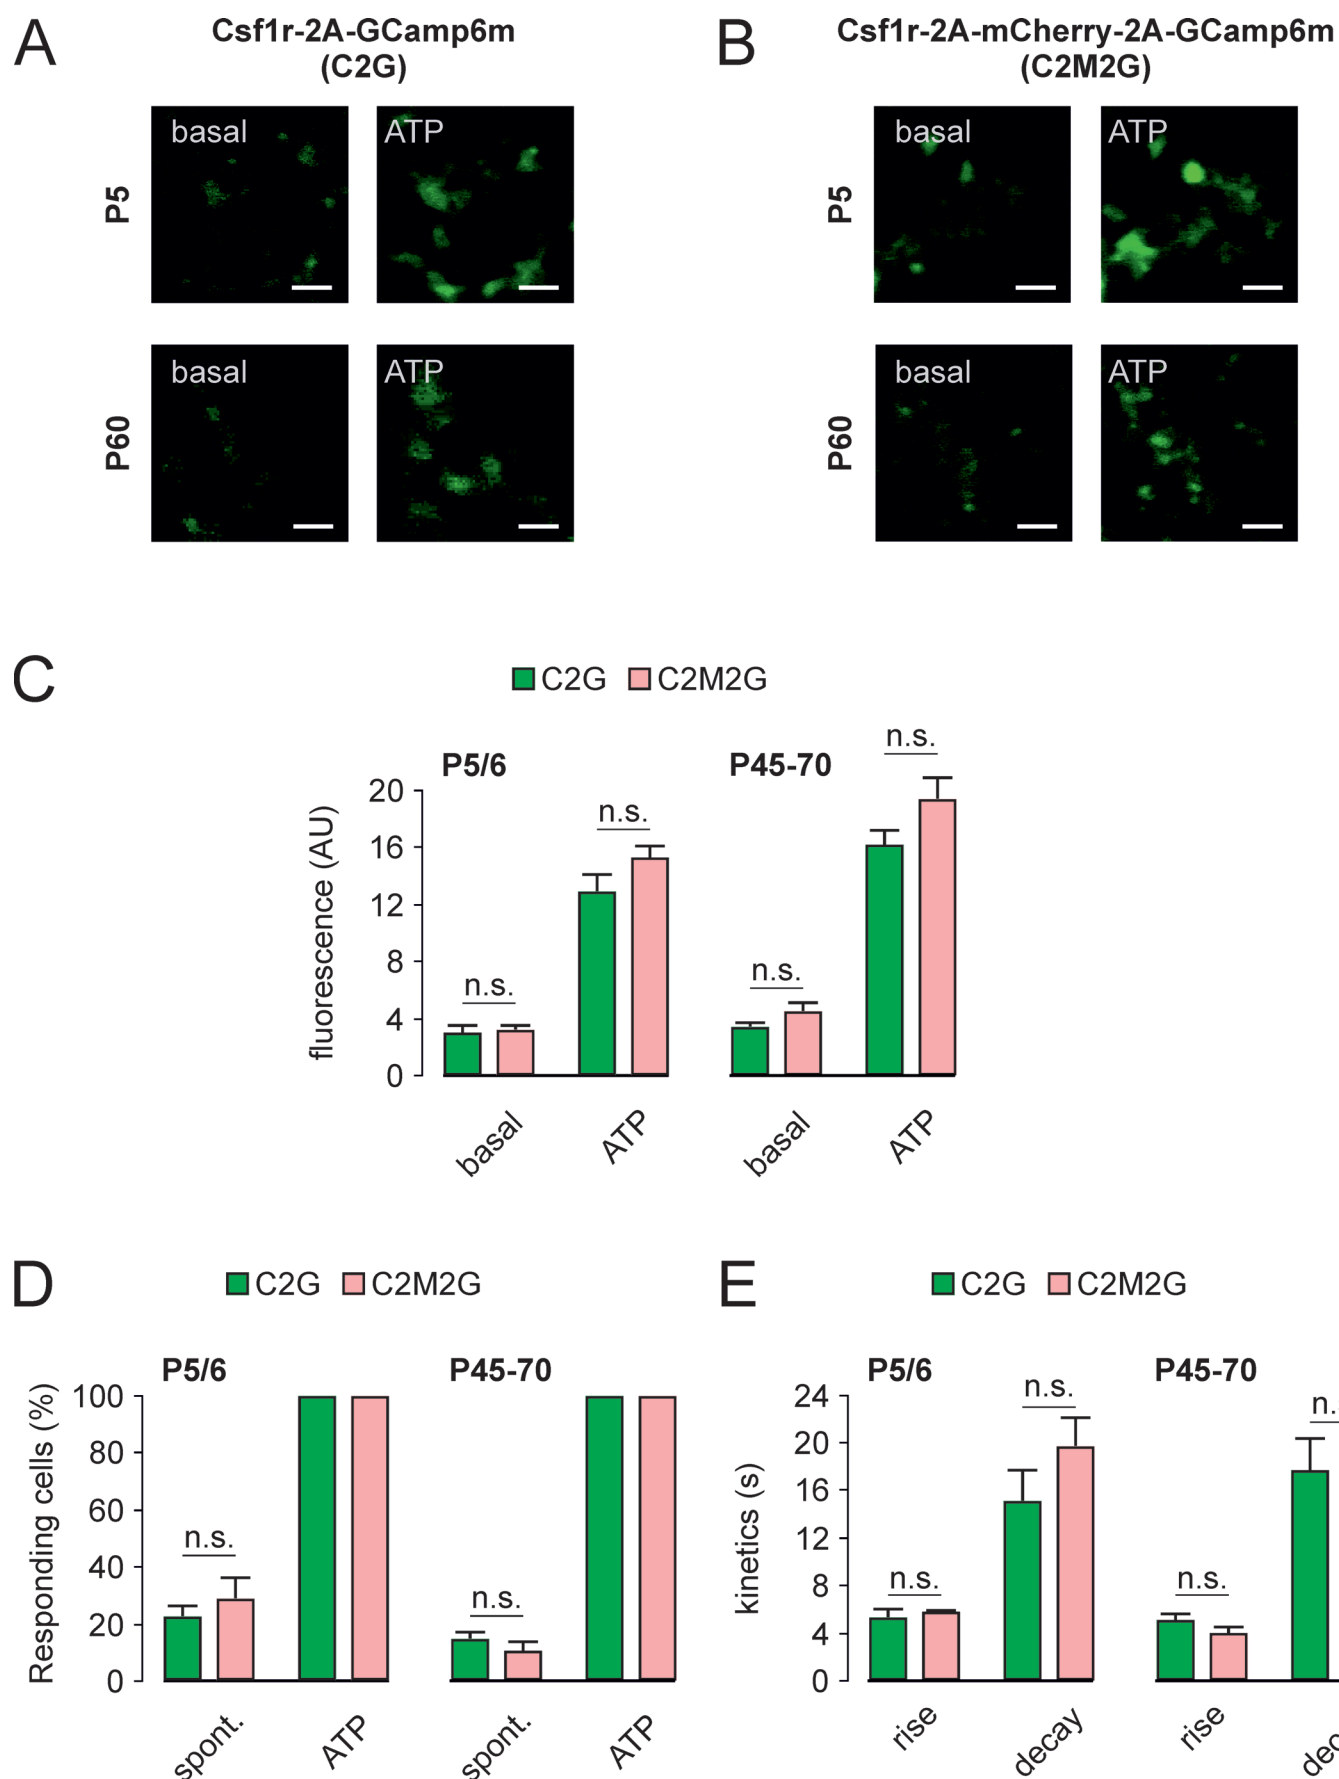 A
Csf1r-2A-GCamp6m
(C2G)
B
Csf1r-2A-mCherry-2A-GCamp6m
(C2M2G)
basal
ATP
P5
basal
ATP
P5
basal
ATP
P60
basal
ATP
P60
C
C2G
C2M2G
P5/6
P45-70
n.s.
n.s.
n.s.
n.s.
fluorescence (AU)
20
16
12
8
4
0
basal
ATP
basal
ATP
D
C2G
C2M2G
P5/6
P45-70
Responding cells (%)
100
80
60
40
20
0
n.s.
n.s.
spont.
ATP
spont.
ATP
E
C2G
C2M2G
P5/6
P45-70
kinetics (s)
24
20
16
12
8
4
0
n.s.
n.s.
n.s.
rise
decay
rise